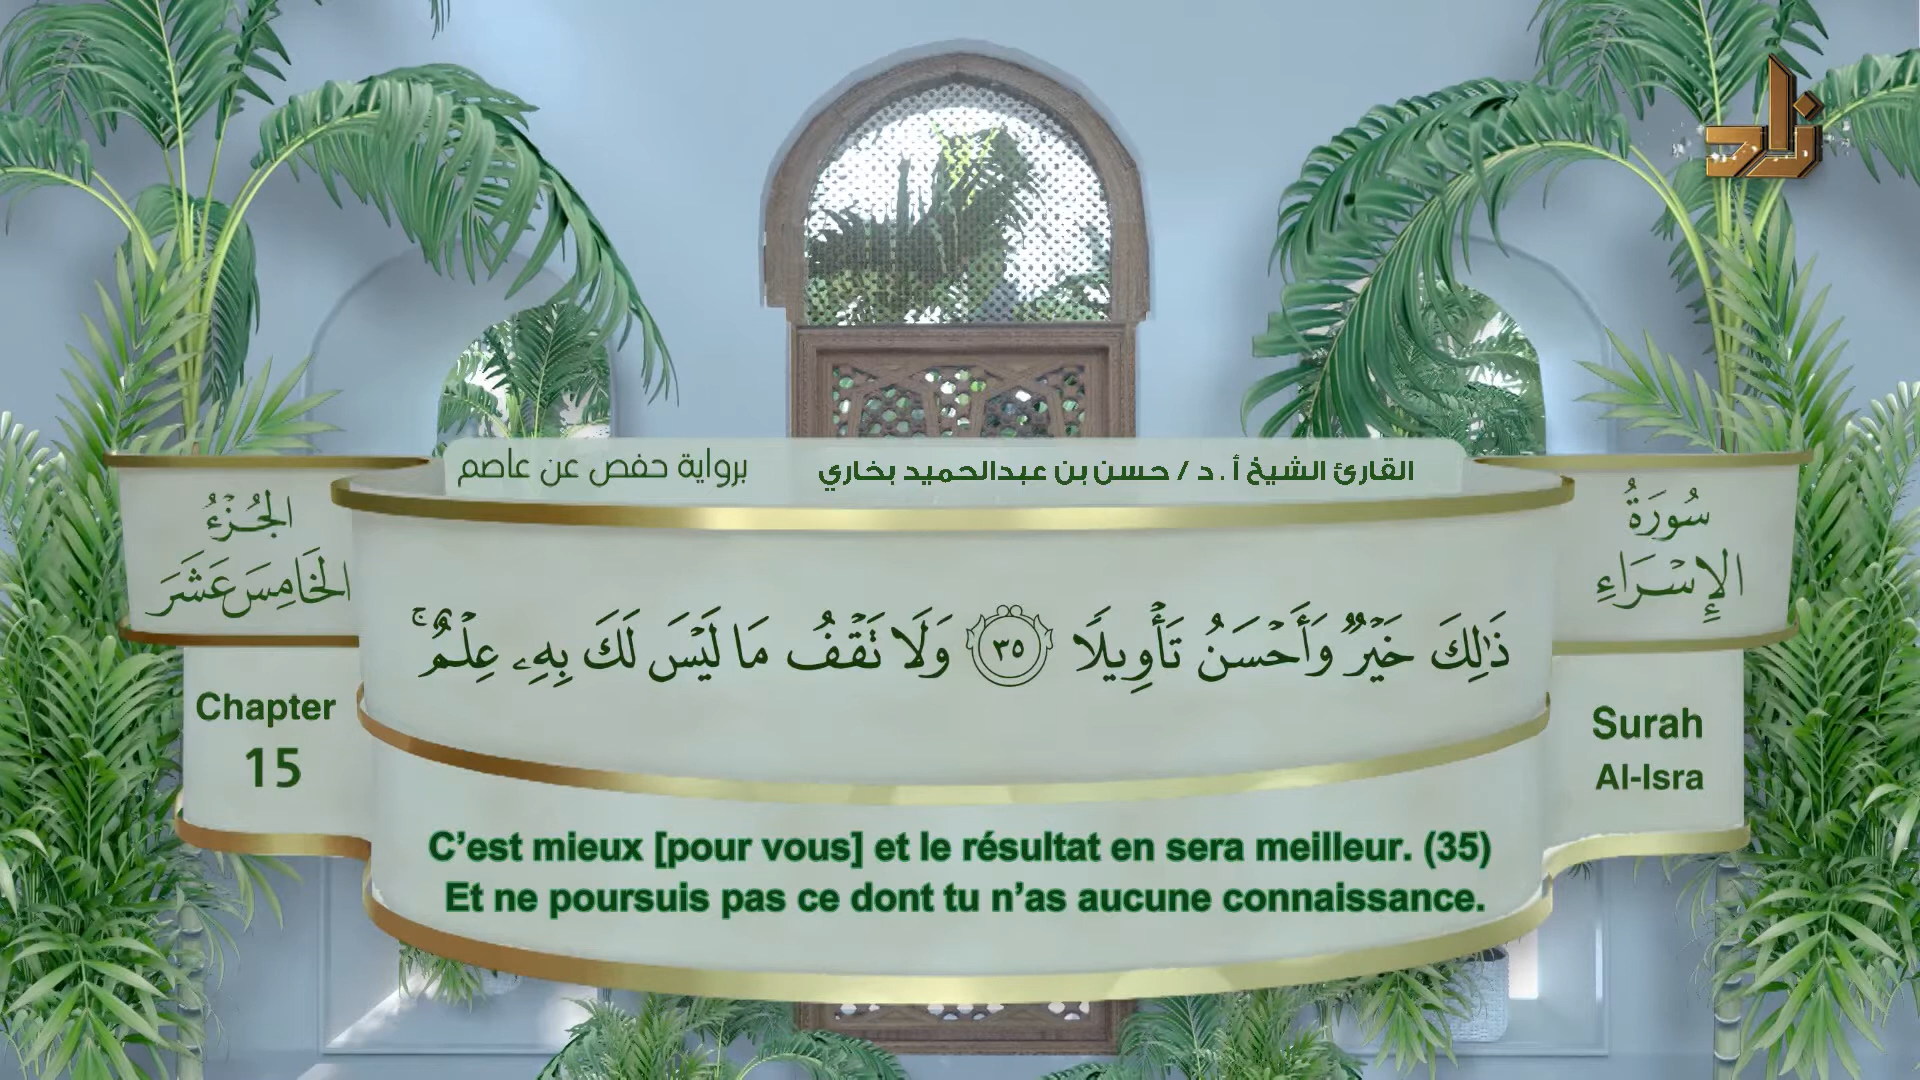 زاد
القارئ الشيخ أ . د / حسن بن عبدالحميد بخاري
برواية حفص عن عاصم
سُورَةُ
الإِسْرَاءِ
الجُزْءُ
الخَامِسَ عَشَرَ
ذَٰلِكَ خَيْرٌ وَأَحْسَنُ تَأْوِيلًا ۝٣٥ وَلَا تَقْفُ مَا لَيْسَ لَكَ بِهِۦ عِلْمٌ ۚ
Chapter
15
Surah
Al-Isra
C’est mieux [pour vous] et le résultat en sera meilleur. (35)
Et ne poursuis pas ce dont tu n’as aucune connaissance.